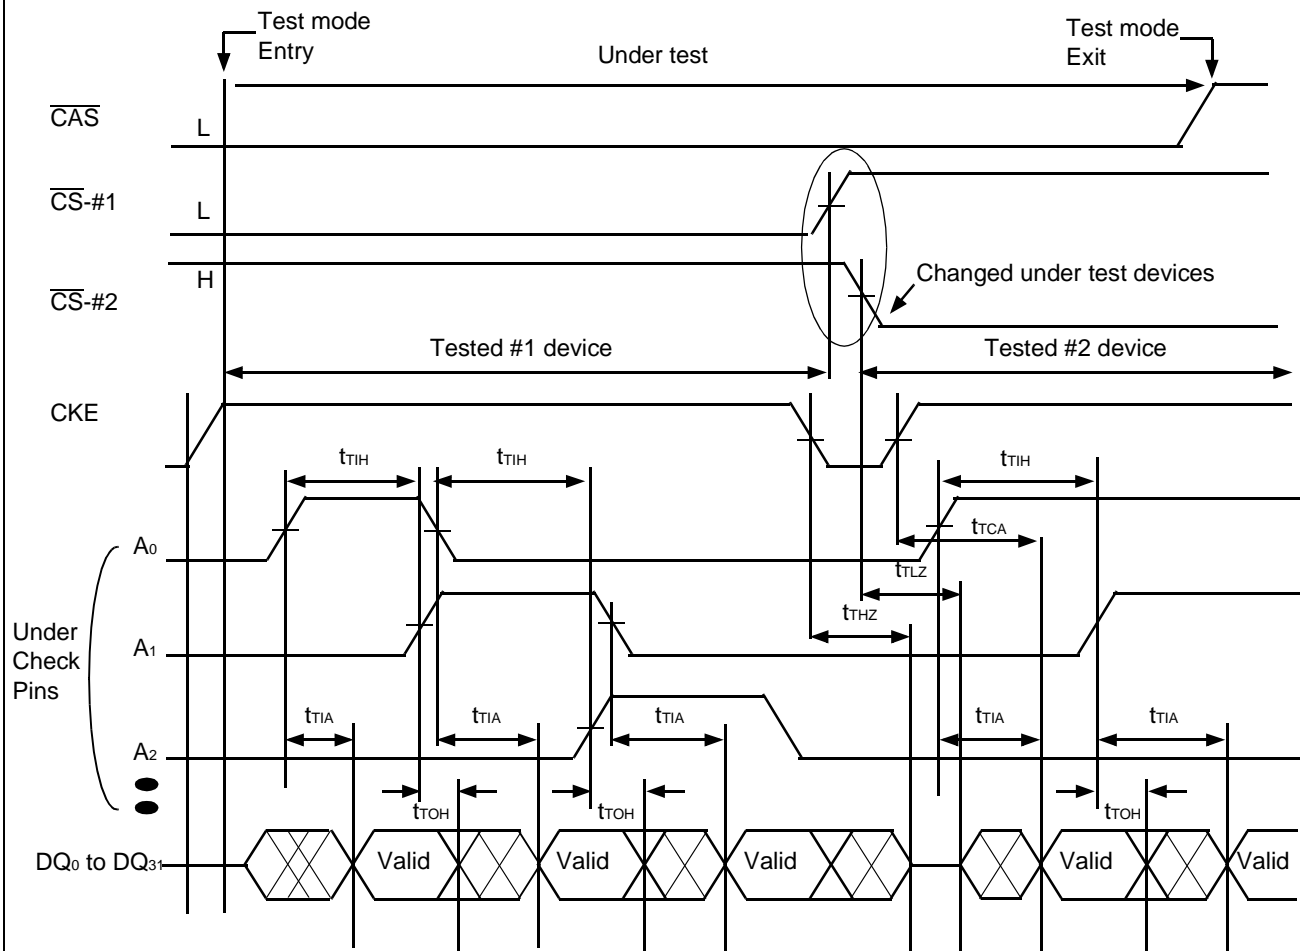 Test mode
Entry
Under test
Test mode
Exit
CAS
L
CS-#1
L
H
CS-#2
Changed under test devices
Tested #1 device
Tested #2 device
CKE
tTIH
tTIH
tTIH
A0
tTCA
tTLZ
tTHZ
Under
Check
Pins
A1
tTIA
tTIA
tTIA
tTIA
tTIA
A2
tTOH
tTOH
tTOH
DQ0 to DQ31
Valid
Valid
Valid
Valid
Valid